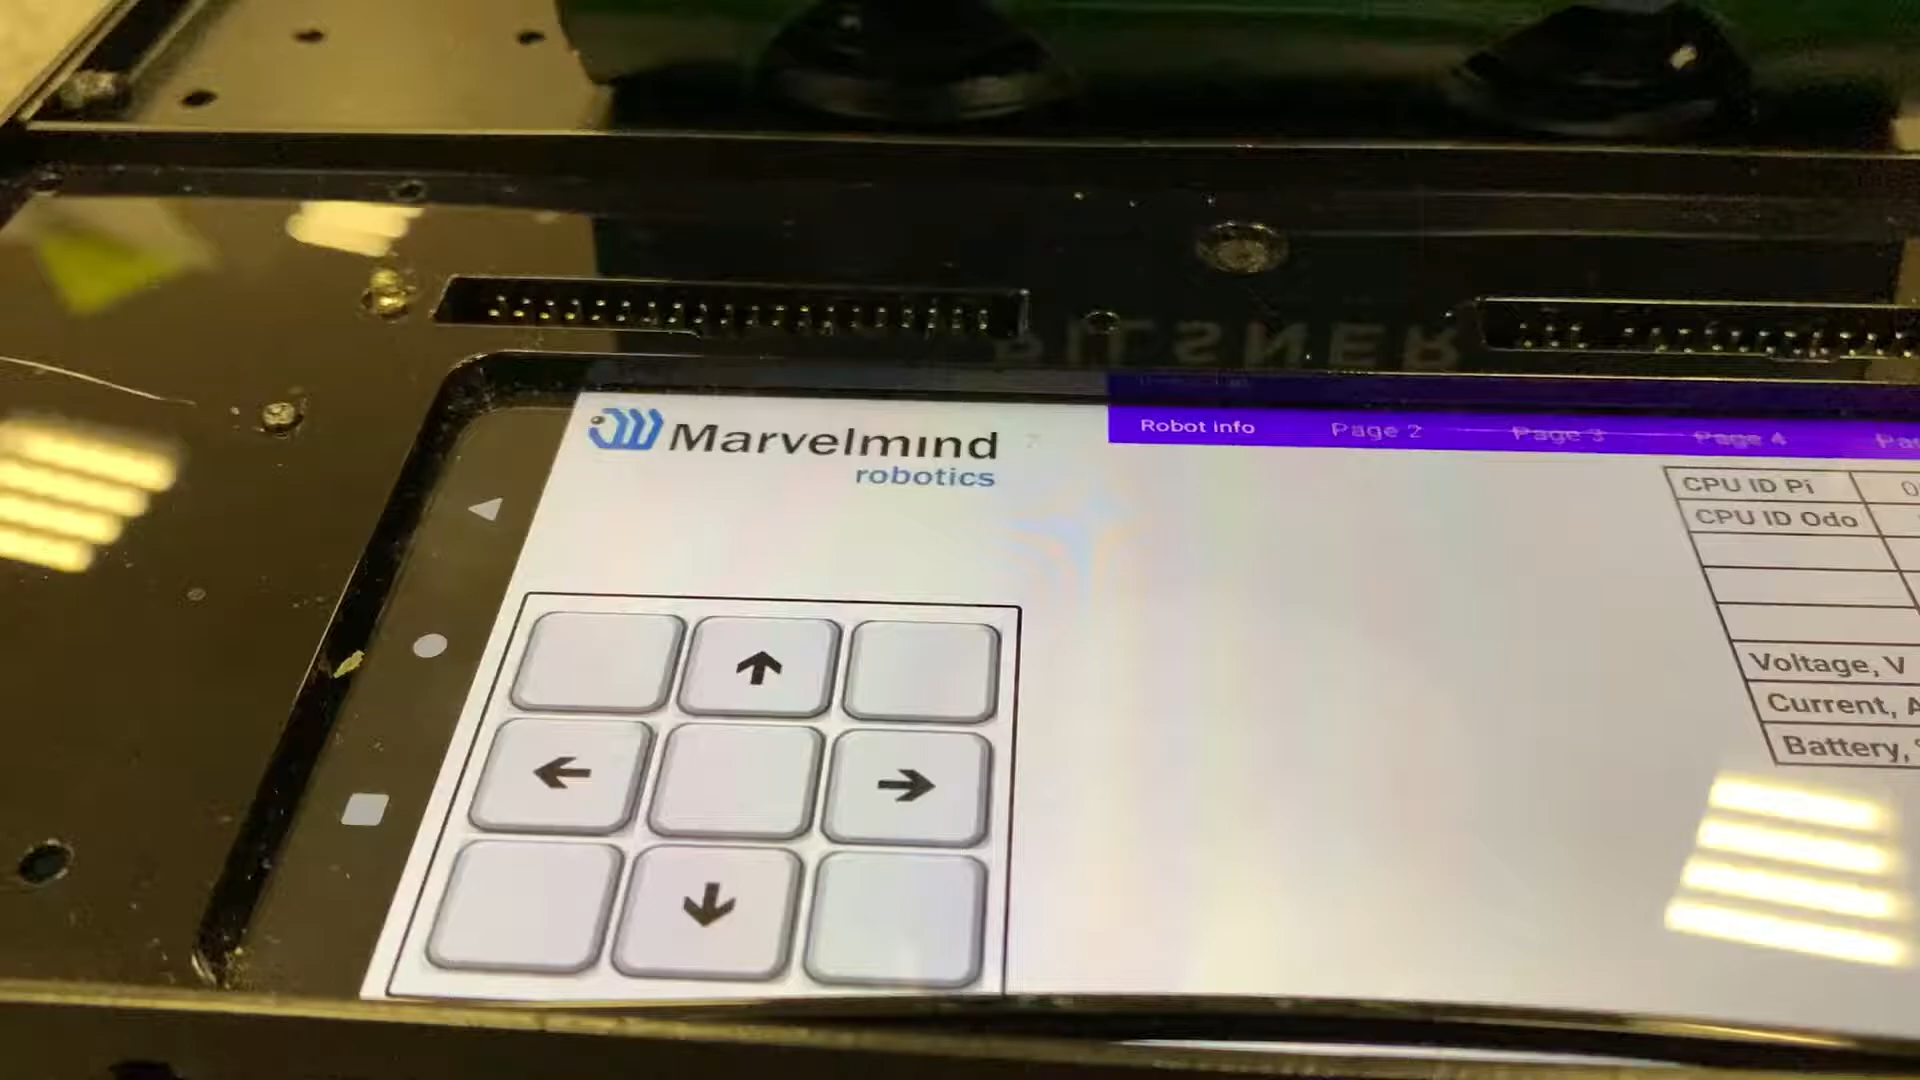 PILSNER
Marvelmind
robotics
Robot info Page 2 Page 3 Page 4
CPU ID Pi
CPU ID Odo
Voltage, V
Current,
Battery,